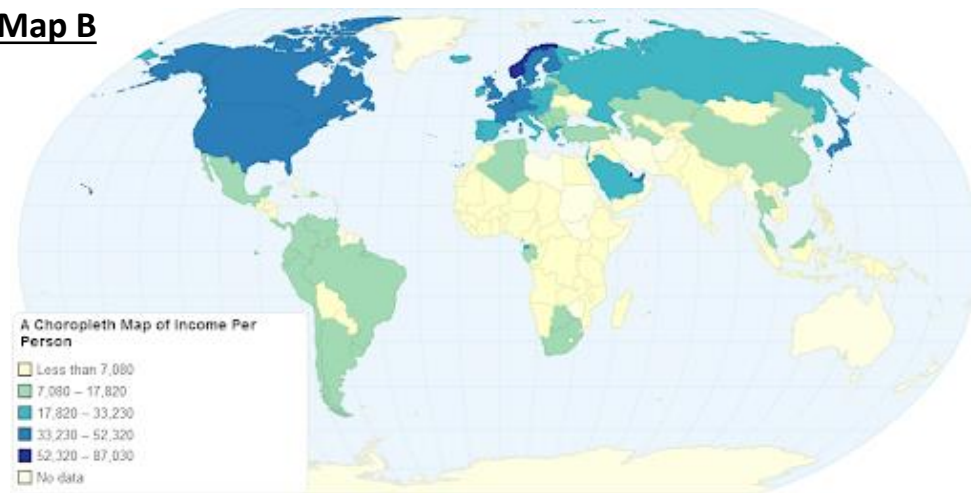 Map B
A Choropleth Map of Income Per
Person
Less than 7,080
7,080 – 17,820
17,820 – 33,230
33,230 – 52,320
52,320 – 87,030
No data